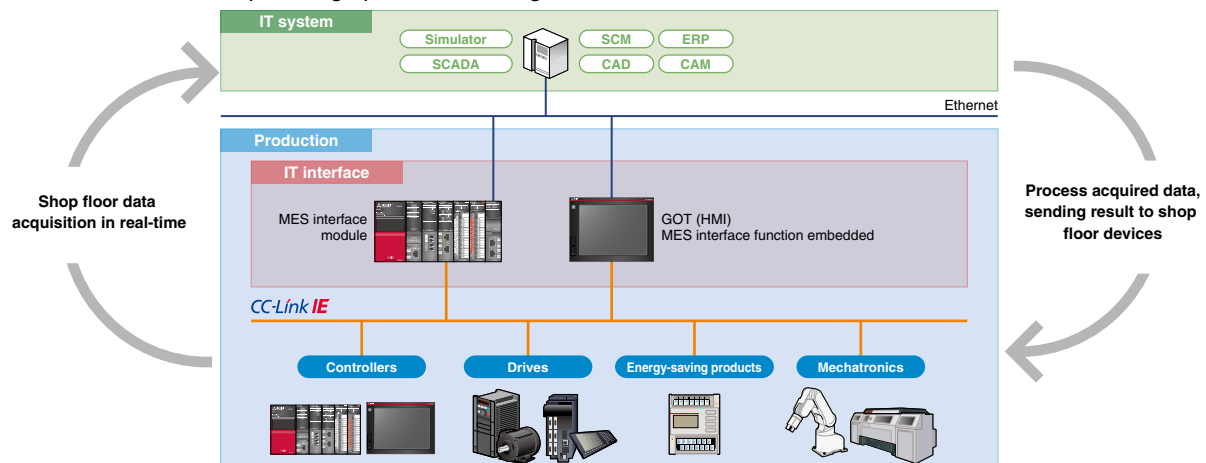 IT system
Simulator
SCM
ERP
SCADA
CAD
CAM
Ethernet
Production
IT interface
Shop floor data
acquisition in real-time
MES interface
module
GOT (HMI)
MES interface function embedded
Process acquired data,
sending result to shop
floor devices
CC-Link IE
Controllers
Drives
Energy-saving products
Mechatronics